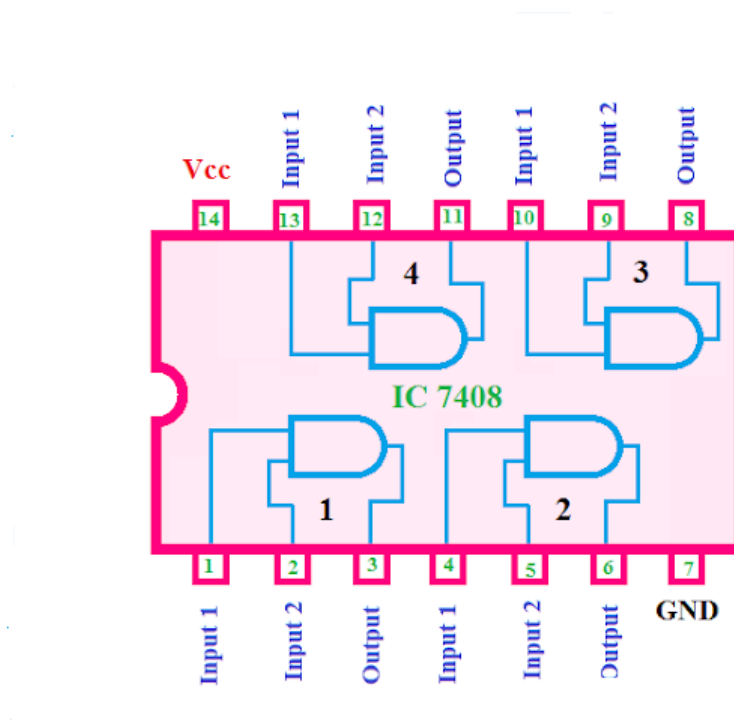 Input 1
Input 2
Output
Input 1
Input 2
Output
Vcc
14
13
12
11
10
9
8
4
3
IC 7408
1
2
1
2
3
4
5
6
7
Input 1
Input 2
Output
Input 1
Input 2
Output
GND